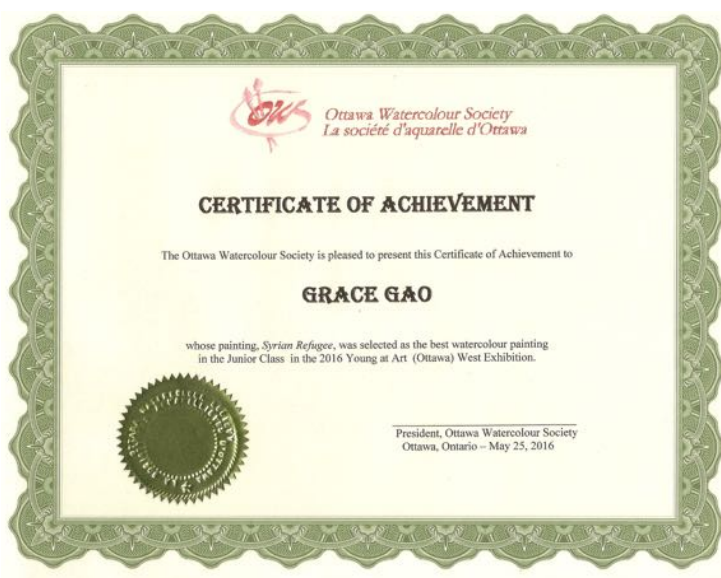 OWS
Ottawa Watercolour Society
La société d'aquarelle d'Ottawa
CERTIFICATE OF ACHIEVEMENT
The Ottawa Watercolour Society is pleased to present this Certificate of Achievement to
GRACE GAO
whose painting, Syrian Refugee, was selected as the best watercolour painting
in the Junior Class in the 2016 Young at Art (Ottawa) West Exhibition.
President, Ottawa Watercolour Society
Ottawa, Ontario – May 25, 2016